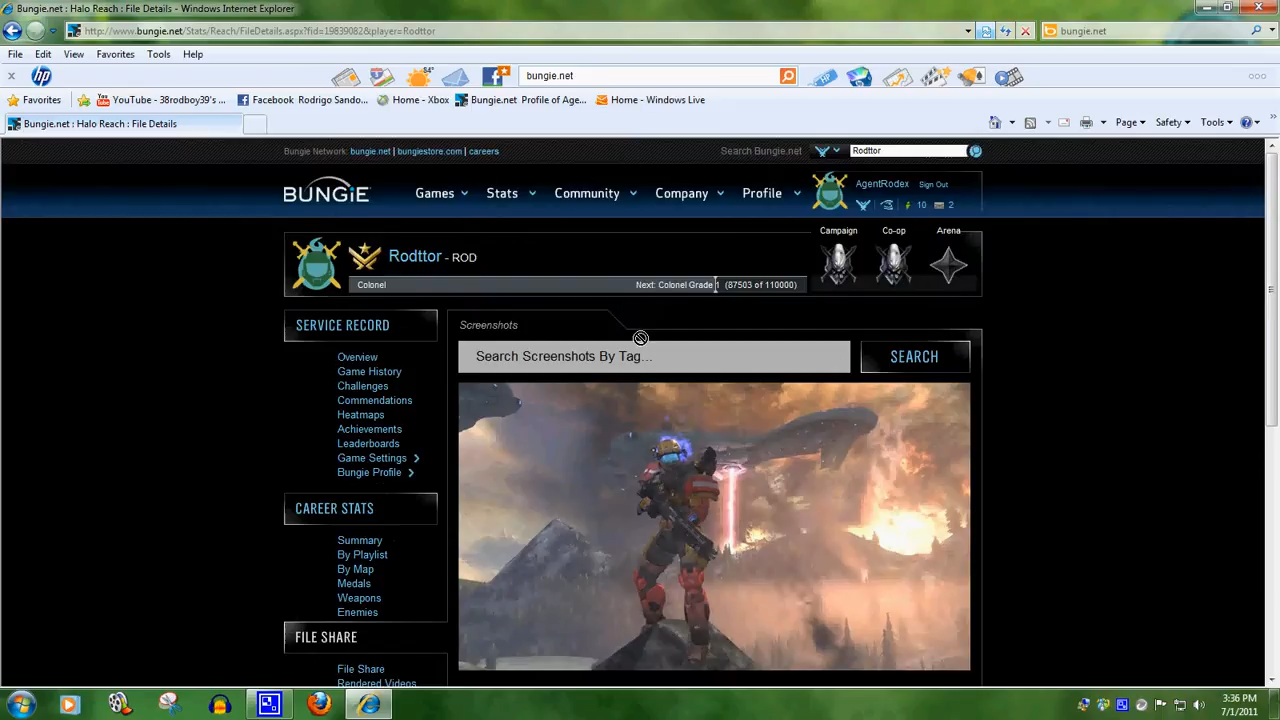 Bungie.net : Halo Reach : File Details - Windows Internet Explorer
http://www.bungie.net/Stats/Reach/FileDetails.aspx?fid=19839082&player=Rodttor
bungie.net
File Edit View Favorites Tools Help
54°
bungie.net
Favorites YouTube - 38rodboy39's ... Facebook Rodrigo Sando... Home - Xbox Bungie.net Profile of Age... Home - Windows Live
Bungie.net : Halo Reach : File Details
Page Safety Tools
Bungie Network: bungie.net | bungiestore.com | careers
Search Bungie.net Rodttor
BUNGiE Games Stats Community Company Profile
AgentRodex Sign Out
10 2
Campaign Co-op Arena
Rodttor - ROD
Colonel Next: Colonel Grade 1 (87503 of 110000)
SERVICE RECORD
Overview
Game History
Challenges
Commendations
Heatmaps
Achievements
Leaderboards
Game Settings
Bungie Profile
CAREER STATS
Summary
By Playlist
By Map
Medals
Weapons
Enemies
FILE SHARE
File Share
Rendered Videos
Screenshots
Search Screenshots By Tag...
SEARCH
3:36 PM
7/1/2011